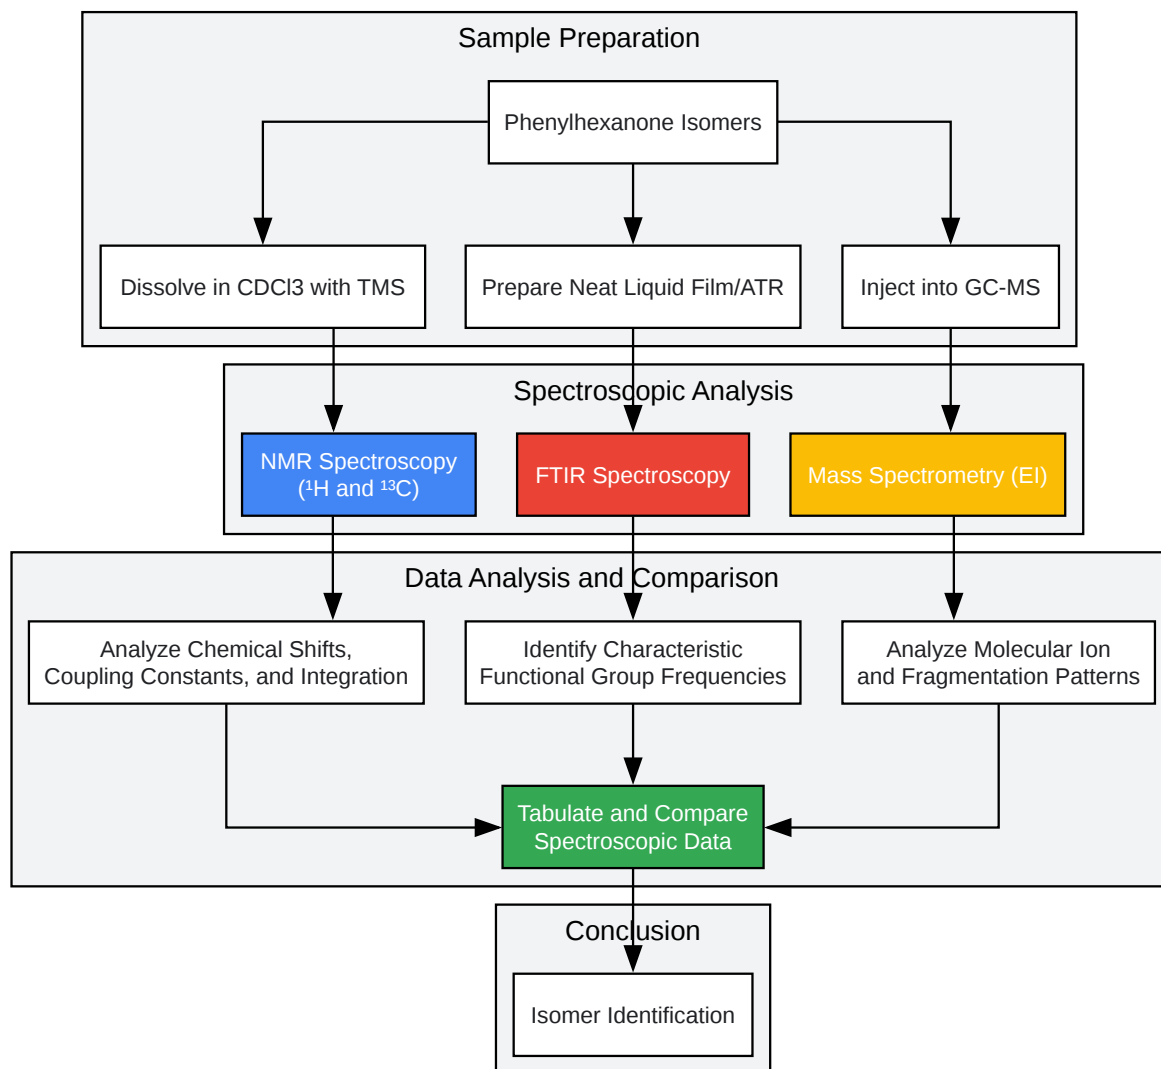 Sample Preparation
Phenylhexanone Isomers
Dissolve in CDCl3 with TMS
Prepare Neat Liquid Film/ATR
Inject into GC-MS
Spectroscopic Analysis
NMR Spectroscopy
(¹H and ¹³C)
FTIR Spectroscopy
Mass Spectrometry (EI)
Data Analysis and Comparison
Analyze Chemical Shifts,
Coupling Constants, and Integration
Identify Characteristic
Functional Group Frequencies
Analyze Molecular Ion
and Fragmentation Patterns
Tabulate and Compare
Spectroscopic Data
Conclusion
Isomer Identification